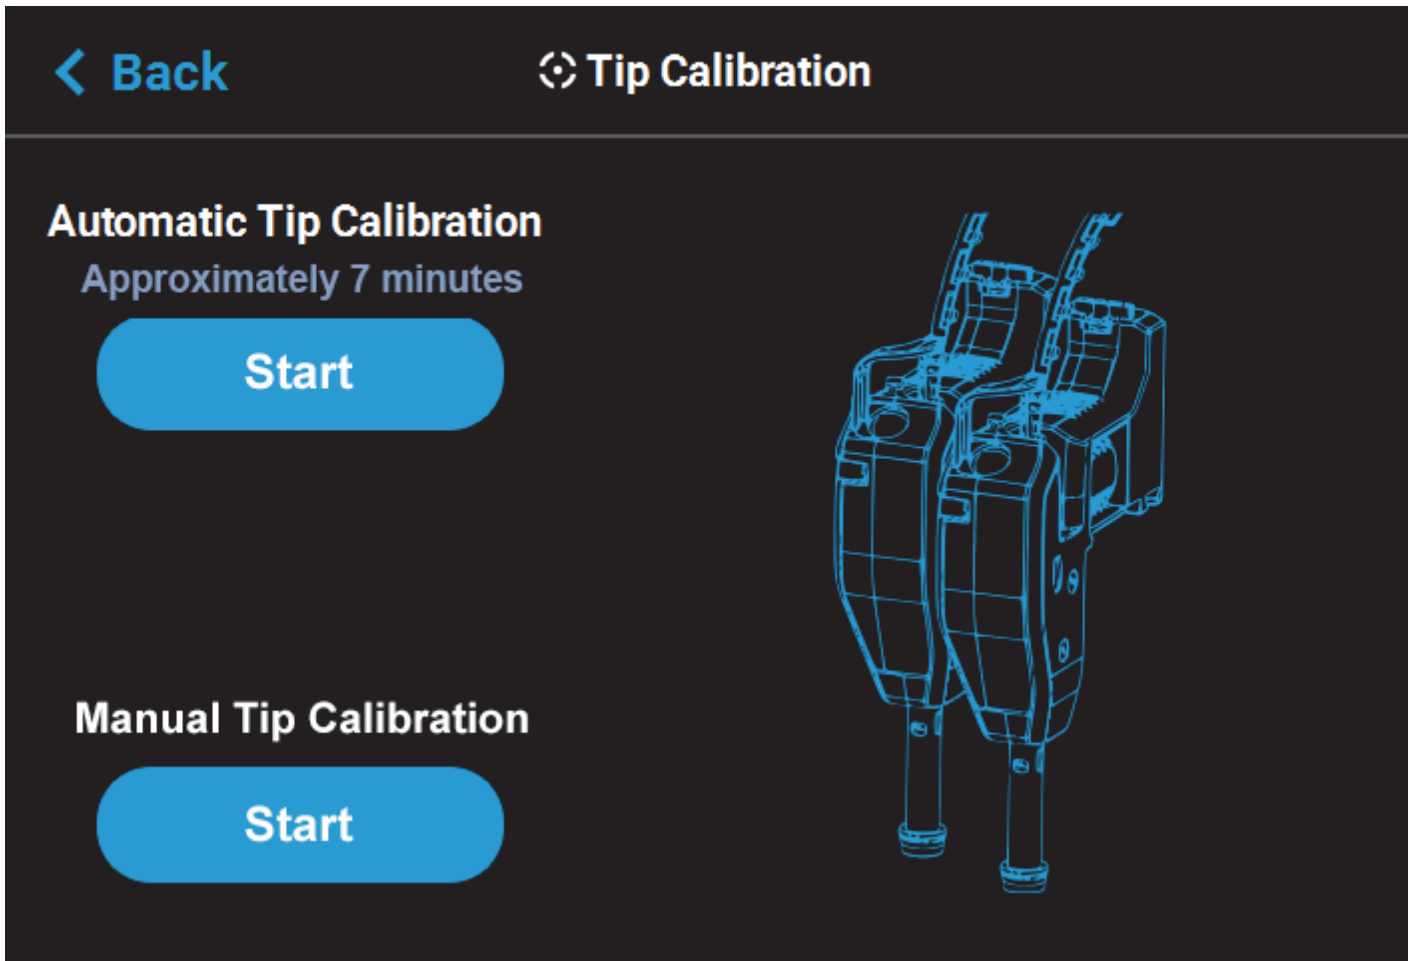 Back
Tip Calibration
Automatic Tip Calibration
Approximately 7 minutes
Start
Manual Tip Calibration
Start